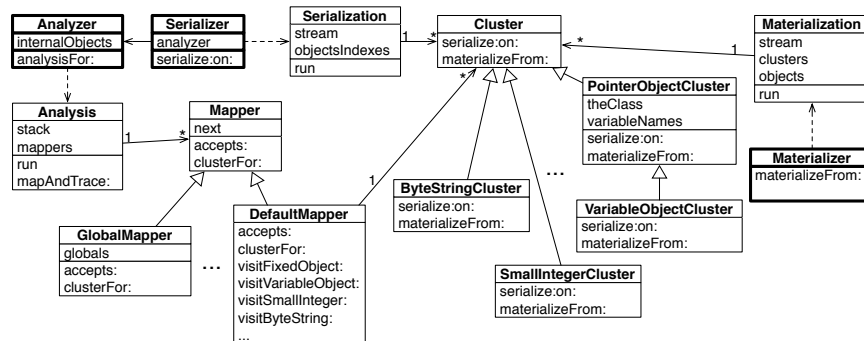 Analyzer
internalObjects
analysisFor:
Serializer
analyzer
serialize:on:
Serialization
stream
objectsIndexes
run
1
*
Cluster
serialize:on:
materializeFrom:
*
*
1
Materialization
stream
clusters
objects
run
Analysis
stack
mappers
run
mapAndTrace:
1
*
Mapper
next
accepts:
clusterFor:
PointerObjectCluster
theClass
variableNames
serialize:on:
materializeFrom:
Materializer
materializeFrom:
...
1
ByteStringCluster
serialize:on:
materializeFrom:
VariableObjectCluster
serialize:on:
materializeFrom:
GlobalMapper
globals
accepts:
clusterFor:
...
DefaultMapper
accepts:
clusterFor:
visitFixedObject:
visitVariableObject:
visitSmallInteger:
visitByteString:
...
SmallIntegerCluster
serialize:on:
materializeFrom: